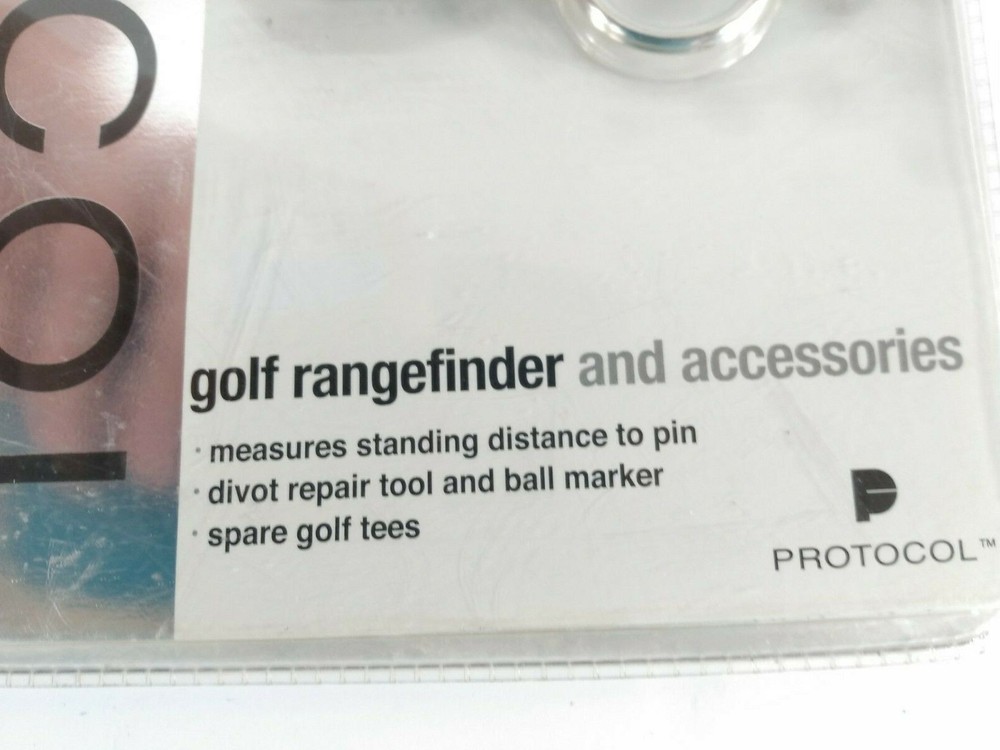 col
golf rangefinder and accessories
· measures standing distance to pin
· divot repair tool and ball marker
· spare golf tees
P
PROTOCOL™